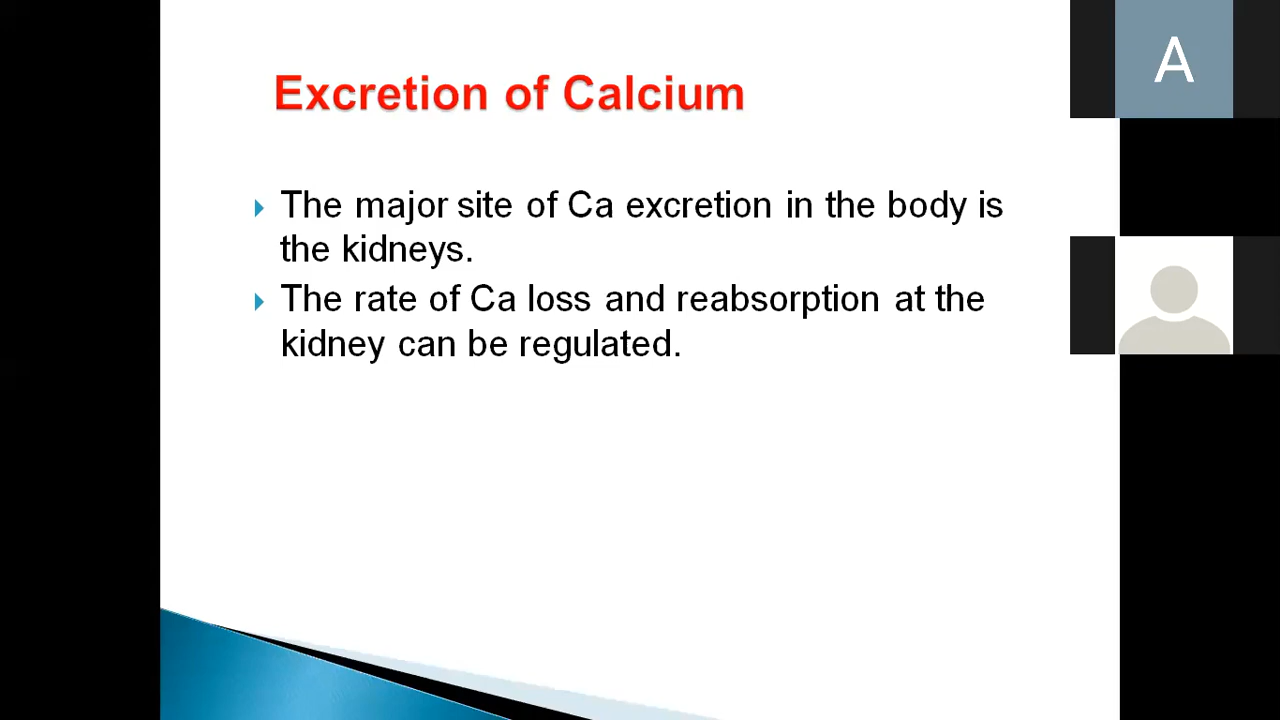 Excretion of Calcium
A
The major site of Ca excretion in the body is
the kidneys.
The rate of Ca loss and reabsorption at the
kidney can be regulated.